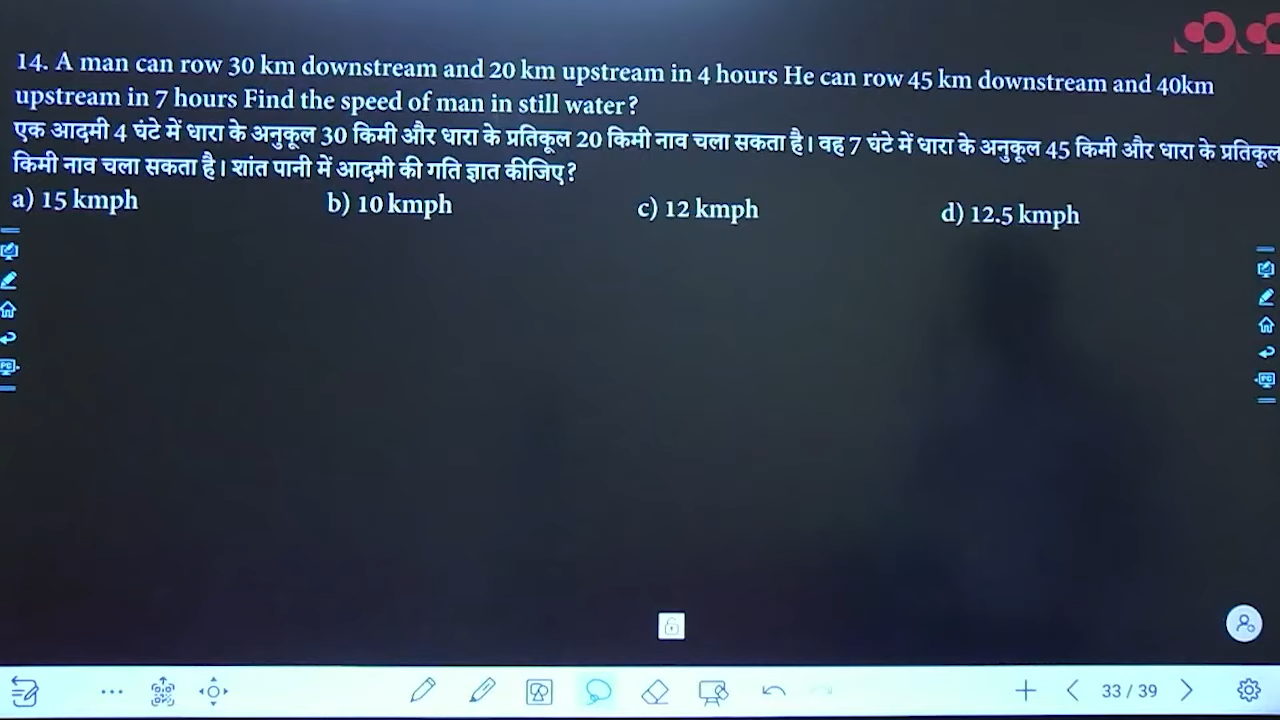 14. A man can row 30 km downstream and 20 km upstream in 4 hours He can row 45 km downstream and 40km
upstream in 7 hours Find the speed of man in still water?
एक आदमी 4 घंटे में धारा के अनुकूल 30 किमी और धारा के प्रतिकूल 20 किमी नाव चला सकता है। वह 7 घंटे में धारा के अनुकूल 45 किमी और धारा के प्रतिकूल
किमी नाव चला सकता है। शांत पानी में आदमी की गति ज्ञात कीजिए?
a) 15 kmph b) 10 kmph c) 12 kmph d) 12.5 kmph
PC PC
33 / 39